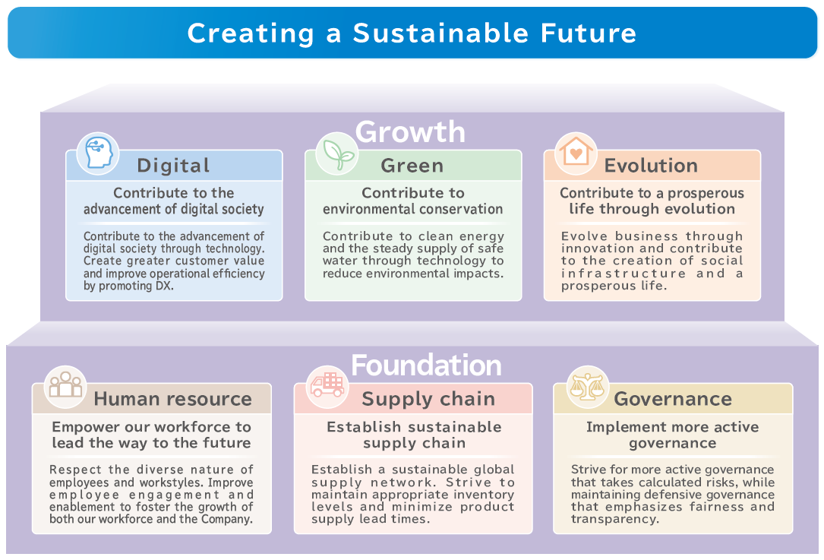 Creating a Sustainable Future
Growth
Digital
Contribute to the
advancement of digital society
Contribute to the advancement of
digital society through technology.
Create greater customer value
and improve operational efficiency
by promoting DX.
Green
Contribute to
environmental conservation
Contribute to clean energy
and the steady supply of safe
water through technology to
reduce environmental impacts.
Evolution
Contribute to a prosperous
life through evolution
Evolve business through
innovation and contribute
to the creation of social
infrastructure and a
prosperous life.
Foundation
Human resource
Empower our workforce to
lead the way to the future
Respect the diverse nature of
employees and workstyles. Improve
employee engagement and
enablement to foster the growth of
both our workforce and the Company.
Supply chain
Establish sustainable
supply chain
Establish a sustainable global
supply network. Strive to
maintain appropriate inventory
levels and minimize product
supply lead times.
Governance
Implement more active
governance
Strive for more active governance
that takes calculated risks, while
maintaining defensive governance
that emphasizes fairness and
transparency.